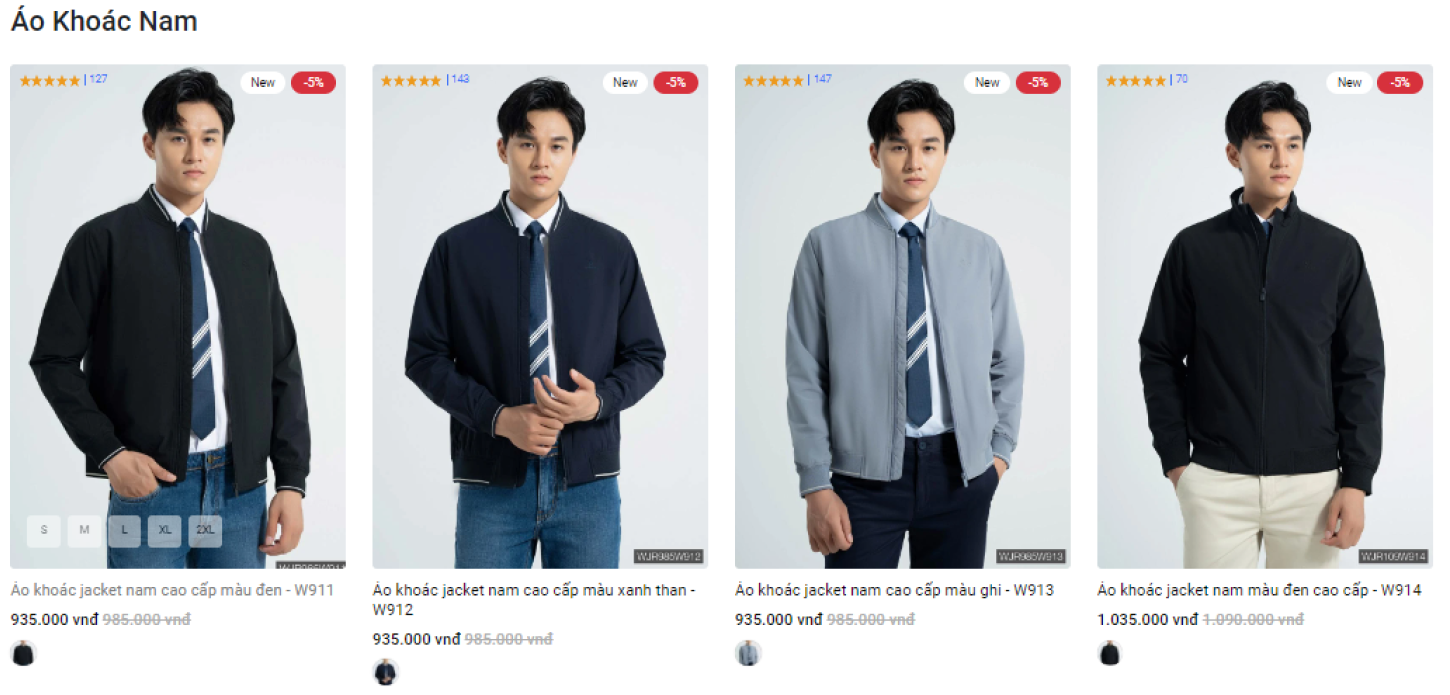 Áo Khoác Nam
★★★★★ | 127
New
-5%
★★★★★ | 143
New
-5%
★★★★★ | 147
New
-5%
★★★★★ | 70
New
-5%
S M L XL 2XL
WJR985W911
WJR985W912
WJR985W913
WJR109W914
Áo khoác jacket nam cao cấp màu đen - W911
935.000 vnđ 985.000 vnđ
Áo khoác jacket nam cao cấp màu xanh than -
W912
935.000 vnđ 985.000 vnđ
Áo khoác jacket nam cao cấp màu ghi - W913
935.000 vnđ 985.000 vnđ
Áo khoác jacket nam màu đen cao cấp - W914
1.035.000 vnđ 1.090.000 vnđ